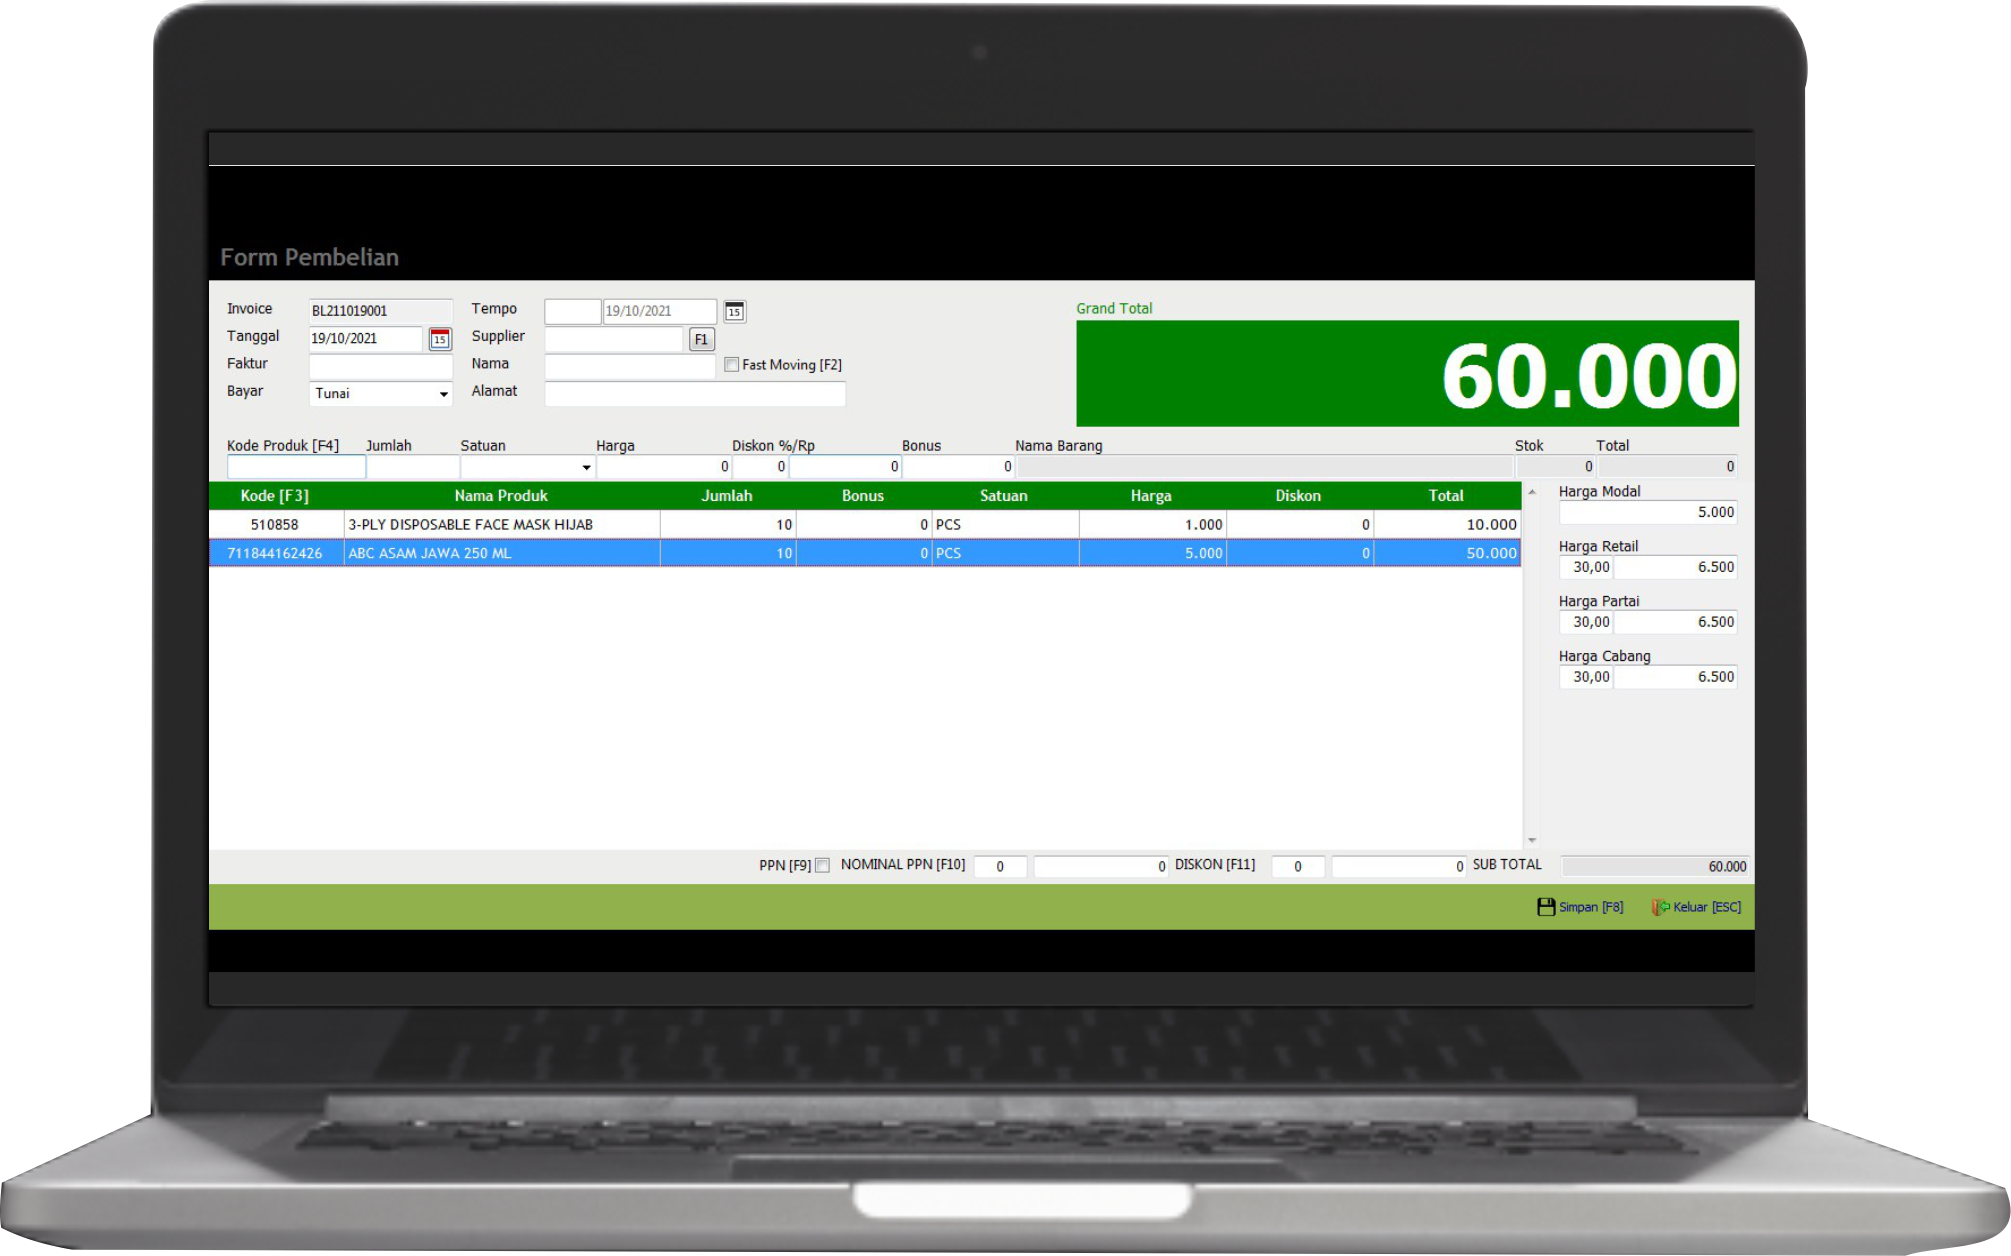 Form Pembelian
Invoice BL211019001 Tempo 19/10/2021 15 Grand Total
Tanggal 19/10/2021 15 Supplier F1 60.000
Faktur Nama Fast Moving [F2]
Bayar Tunai Alamat
Kode Produk [F4] Jumlah Satuan Harga Diskon %/Rp Bonus Nama Barang Stok Total
0 0 0 0 0 0
Kode [F3] Nama Produk Jumlah Bonus Satuan Harga Diskon Total
510858 3-PLY DISPOSABLE FACE MASK HIJAB 10 0 PCS 1.000 0 10.000
711844162426 ABC ASAM JAWA 250 ML 10 0 PCS 5.000 0 50.000
Harga Modal
5.000
Harga Retail
30,00 6.500
Harga Partai
30,00 6.500
Harga Cabang
30,00 6.500
PPN [F9] NOMINAL PPN [F10] 0 0 DISKON [F11] 0 0 SUB TOTAL 60.000
Simpan [F8] Keluar [ESC]